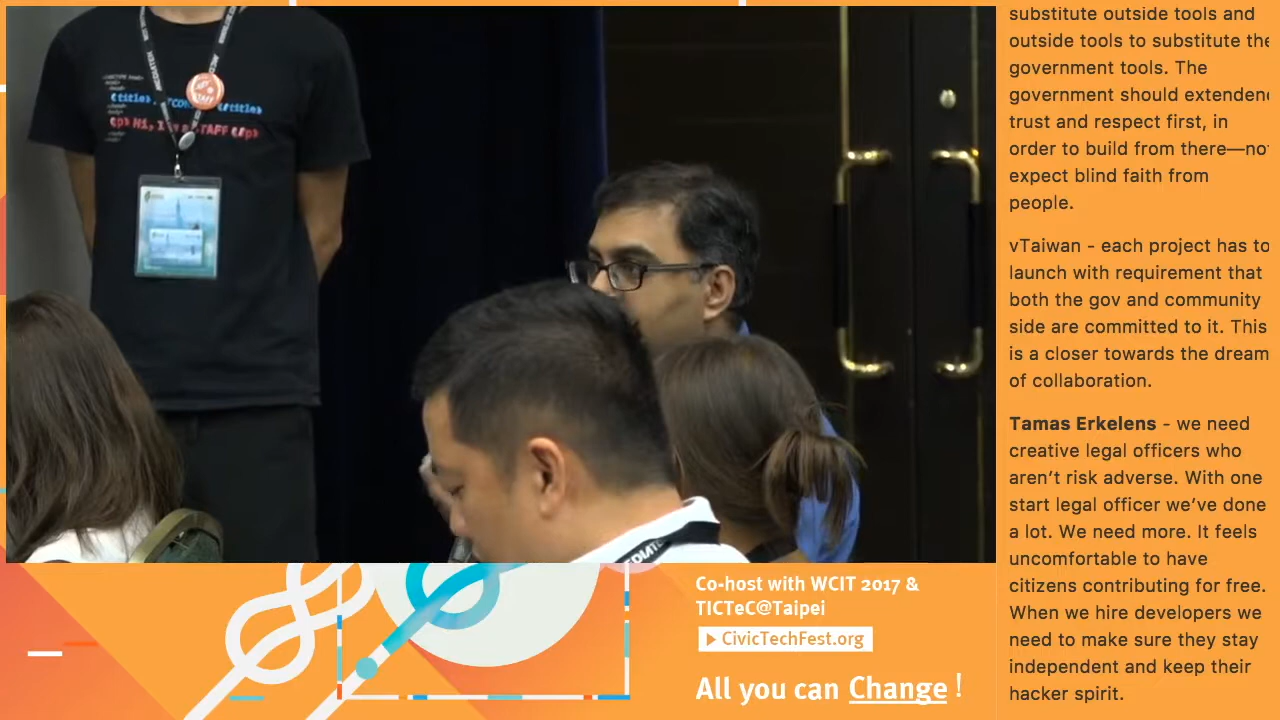 substitute outside tools and
outside tools to substitute the
government tools. The
government should extenden
trust and respect first, in
order to build from there—not
expect blind faith from
people.
vTaiwan - each project has to
launch with requirement that
both the gov and community
side are committed to it. This
is a closer towards the dream
of collaboration.
Tamas Erkelens - we need
creative legal officers who
aren't risk adverse. With one
start legal officer we've done
a lot. We need more. It feels
uncomfortable to have
citizens contributing for free.
When we hire developers we
need to make sure they stay
independent and keep their
hacker spirit.
Co-host with WCIT 2017 &
TICTeC@Taipei
CivicTechFest.org
All you can Change !